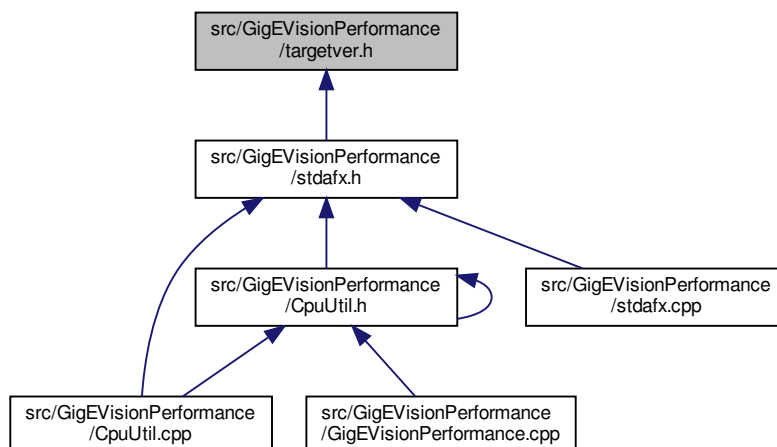 src/GigEVisionPerformance
/targetver.h
src/GigEVisionPerformance
/stdafx.h
src/GigEVisionPerformance
/CpuUtil.h
src/GigEVisionPerformance
/stdafx.cpp
src/GigEVisionPerformance
/CpuUtil.cpp
src/GigEVisionPerformance
/GigEVisionPerformance.cpp